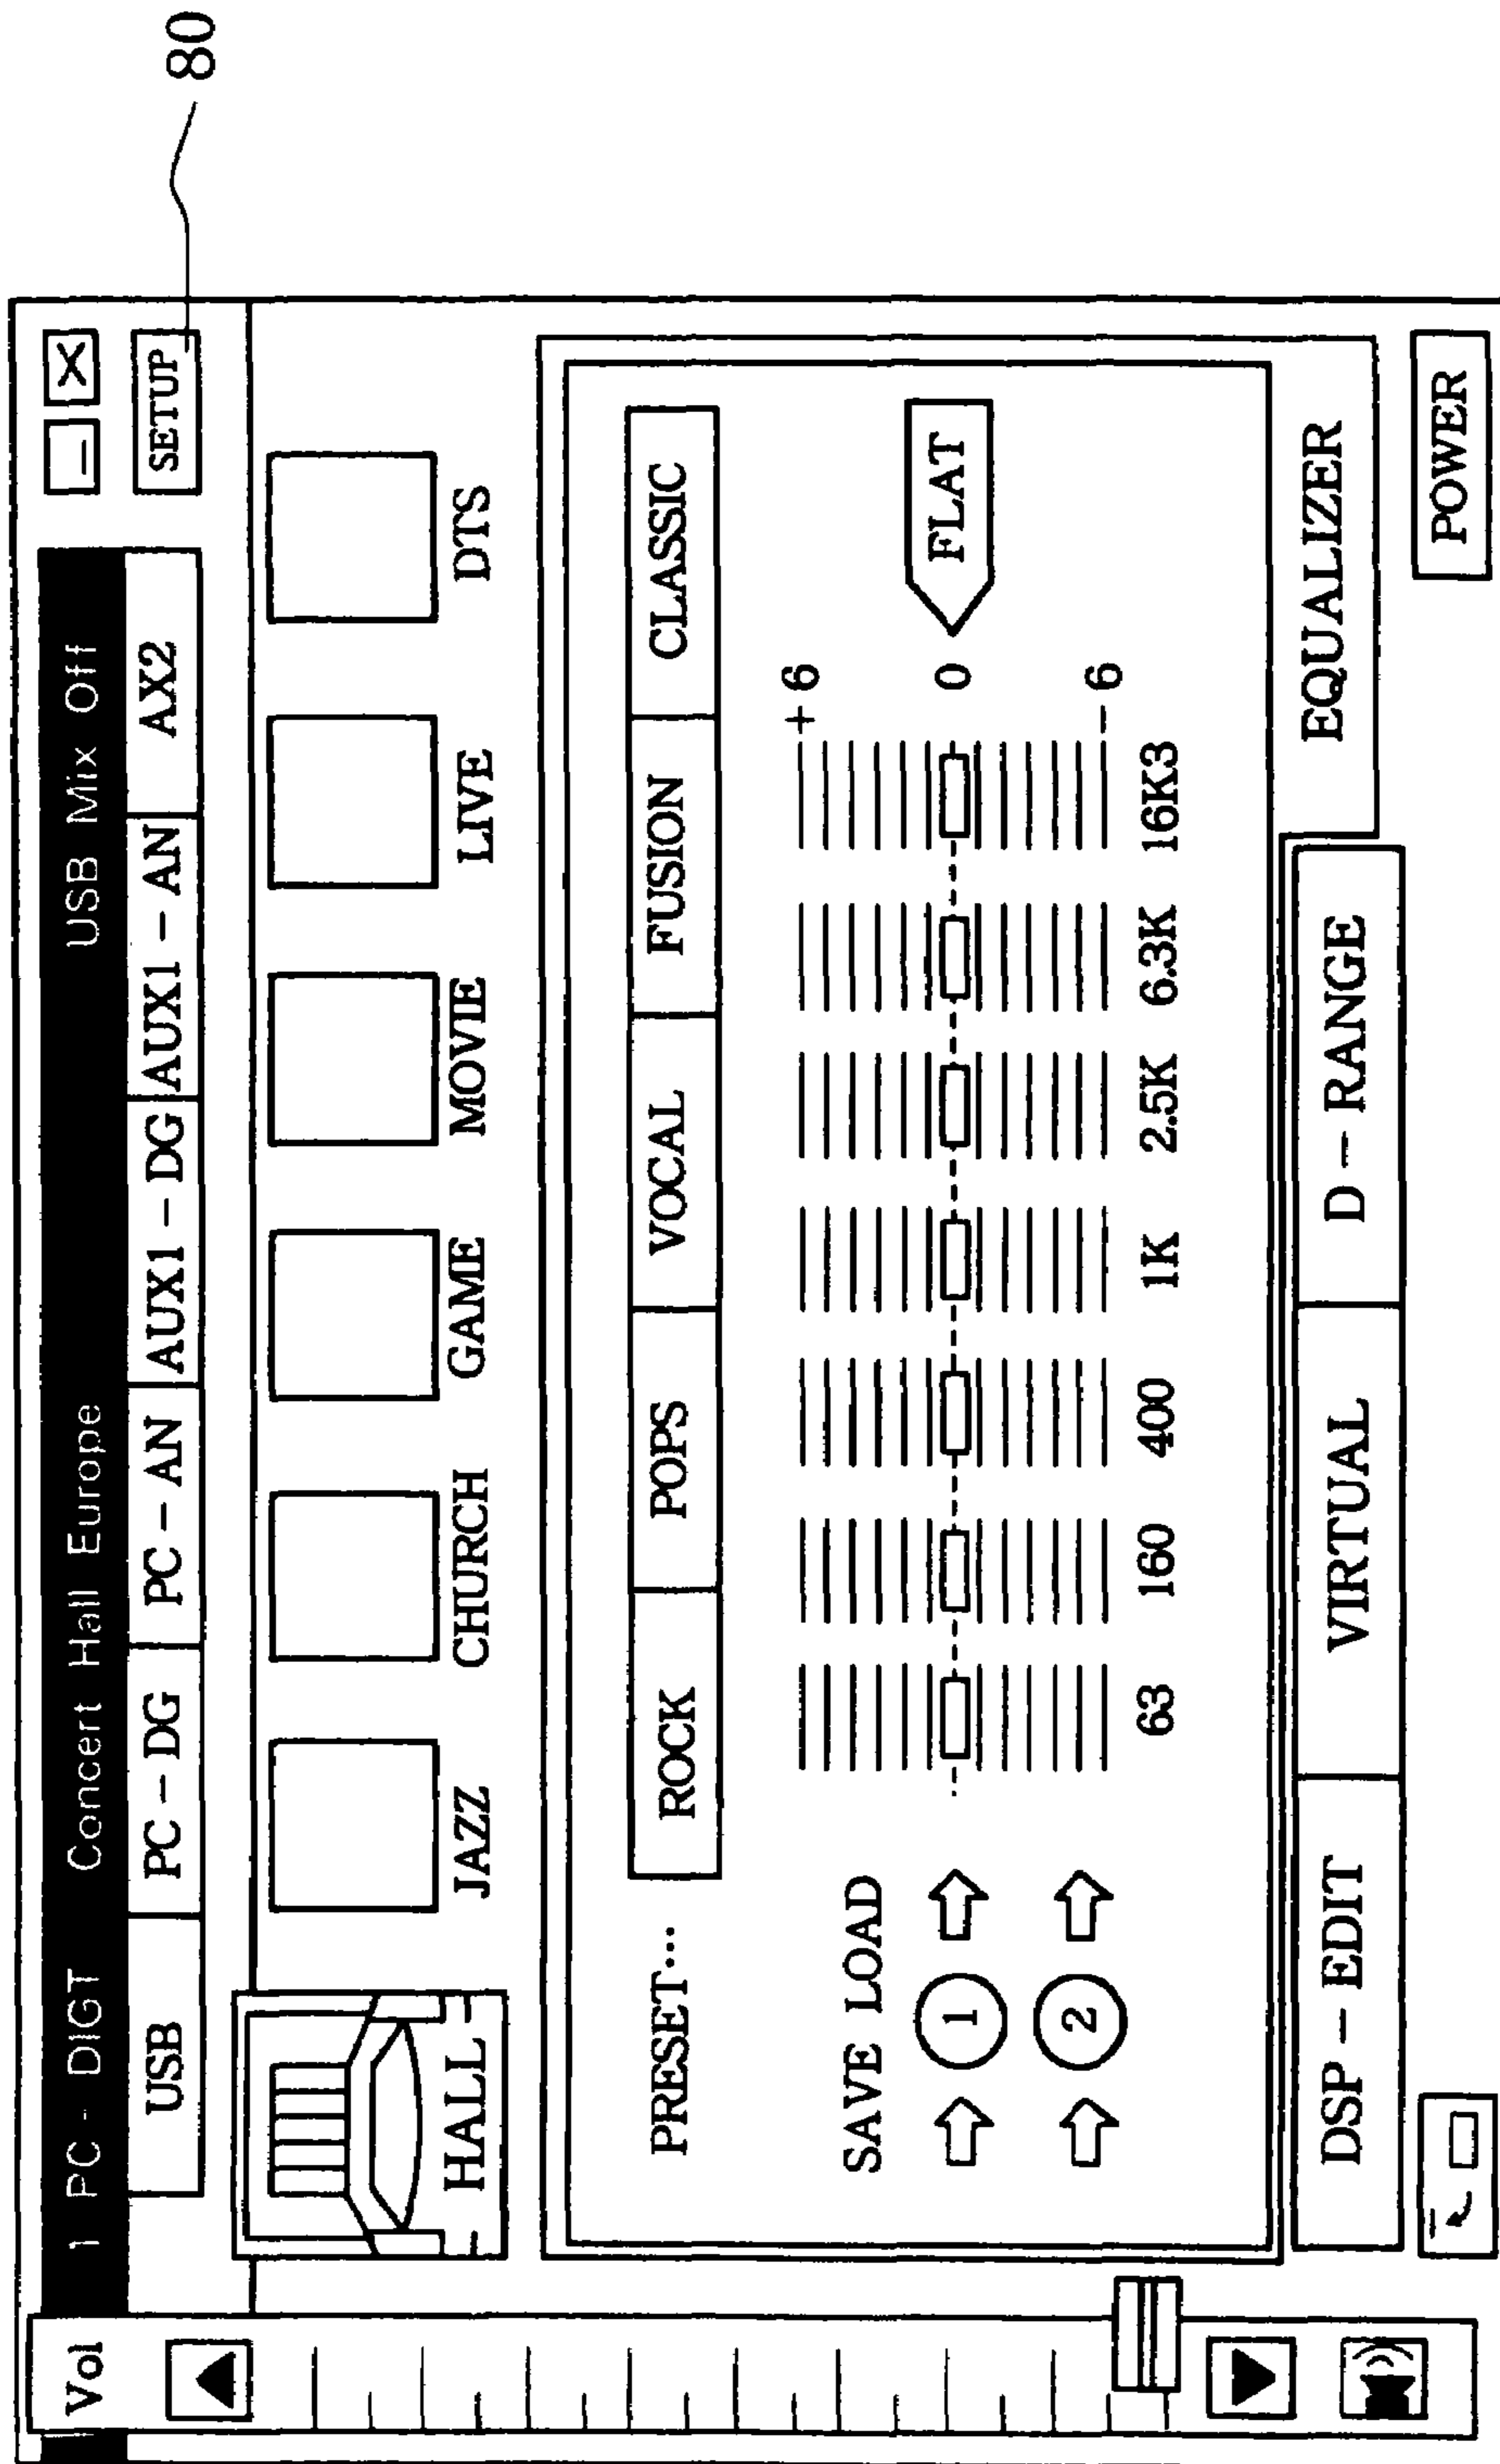 80
Vol 1 PC - DIGT Concert Hall Europe USB Mix Off
USB PC – DG PC – AN AUX1 – DG AUX1 – AN AX2 SETUP
HALL JAZZ CHURCH GAME MOVIE LIVE DTS
PRESET... ROCK POPS VOCAL FUSION CLASSIC
SAVE LOAD
+6
1 0 FLAT
2 -6
63 160 400 1K 2.5K 6.3K 16K3
DSP – EDIT VIRTUAL D – RANGE EQUALIZER
POWER